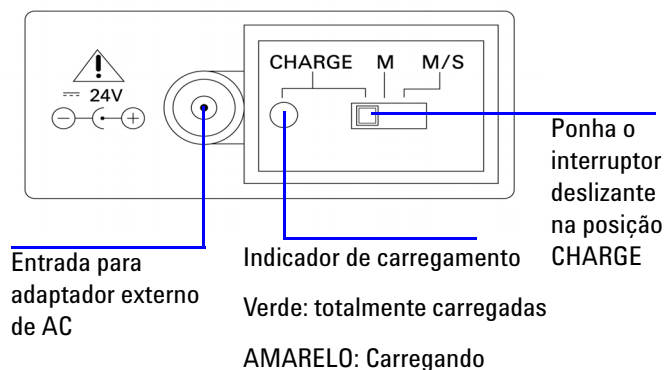 CHARGE M M/S
24V
Ponha o
interruptor
deslizante
na posição
CHARGE
Entrada para
adaptador externo
de AC
Indicador de carregamento
Verde: totalmente carregadas
AMARELO: Carregando